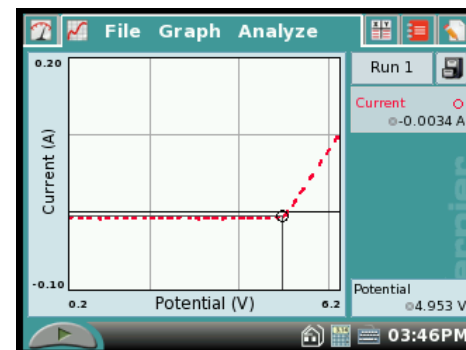 File Graph Analyze
Run 1
Current
-0.0034 A
0.20
Current (A)
-0.10
0.2
Potential (V)
6.2
Potential
4.953 V
03:46PM